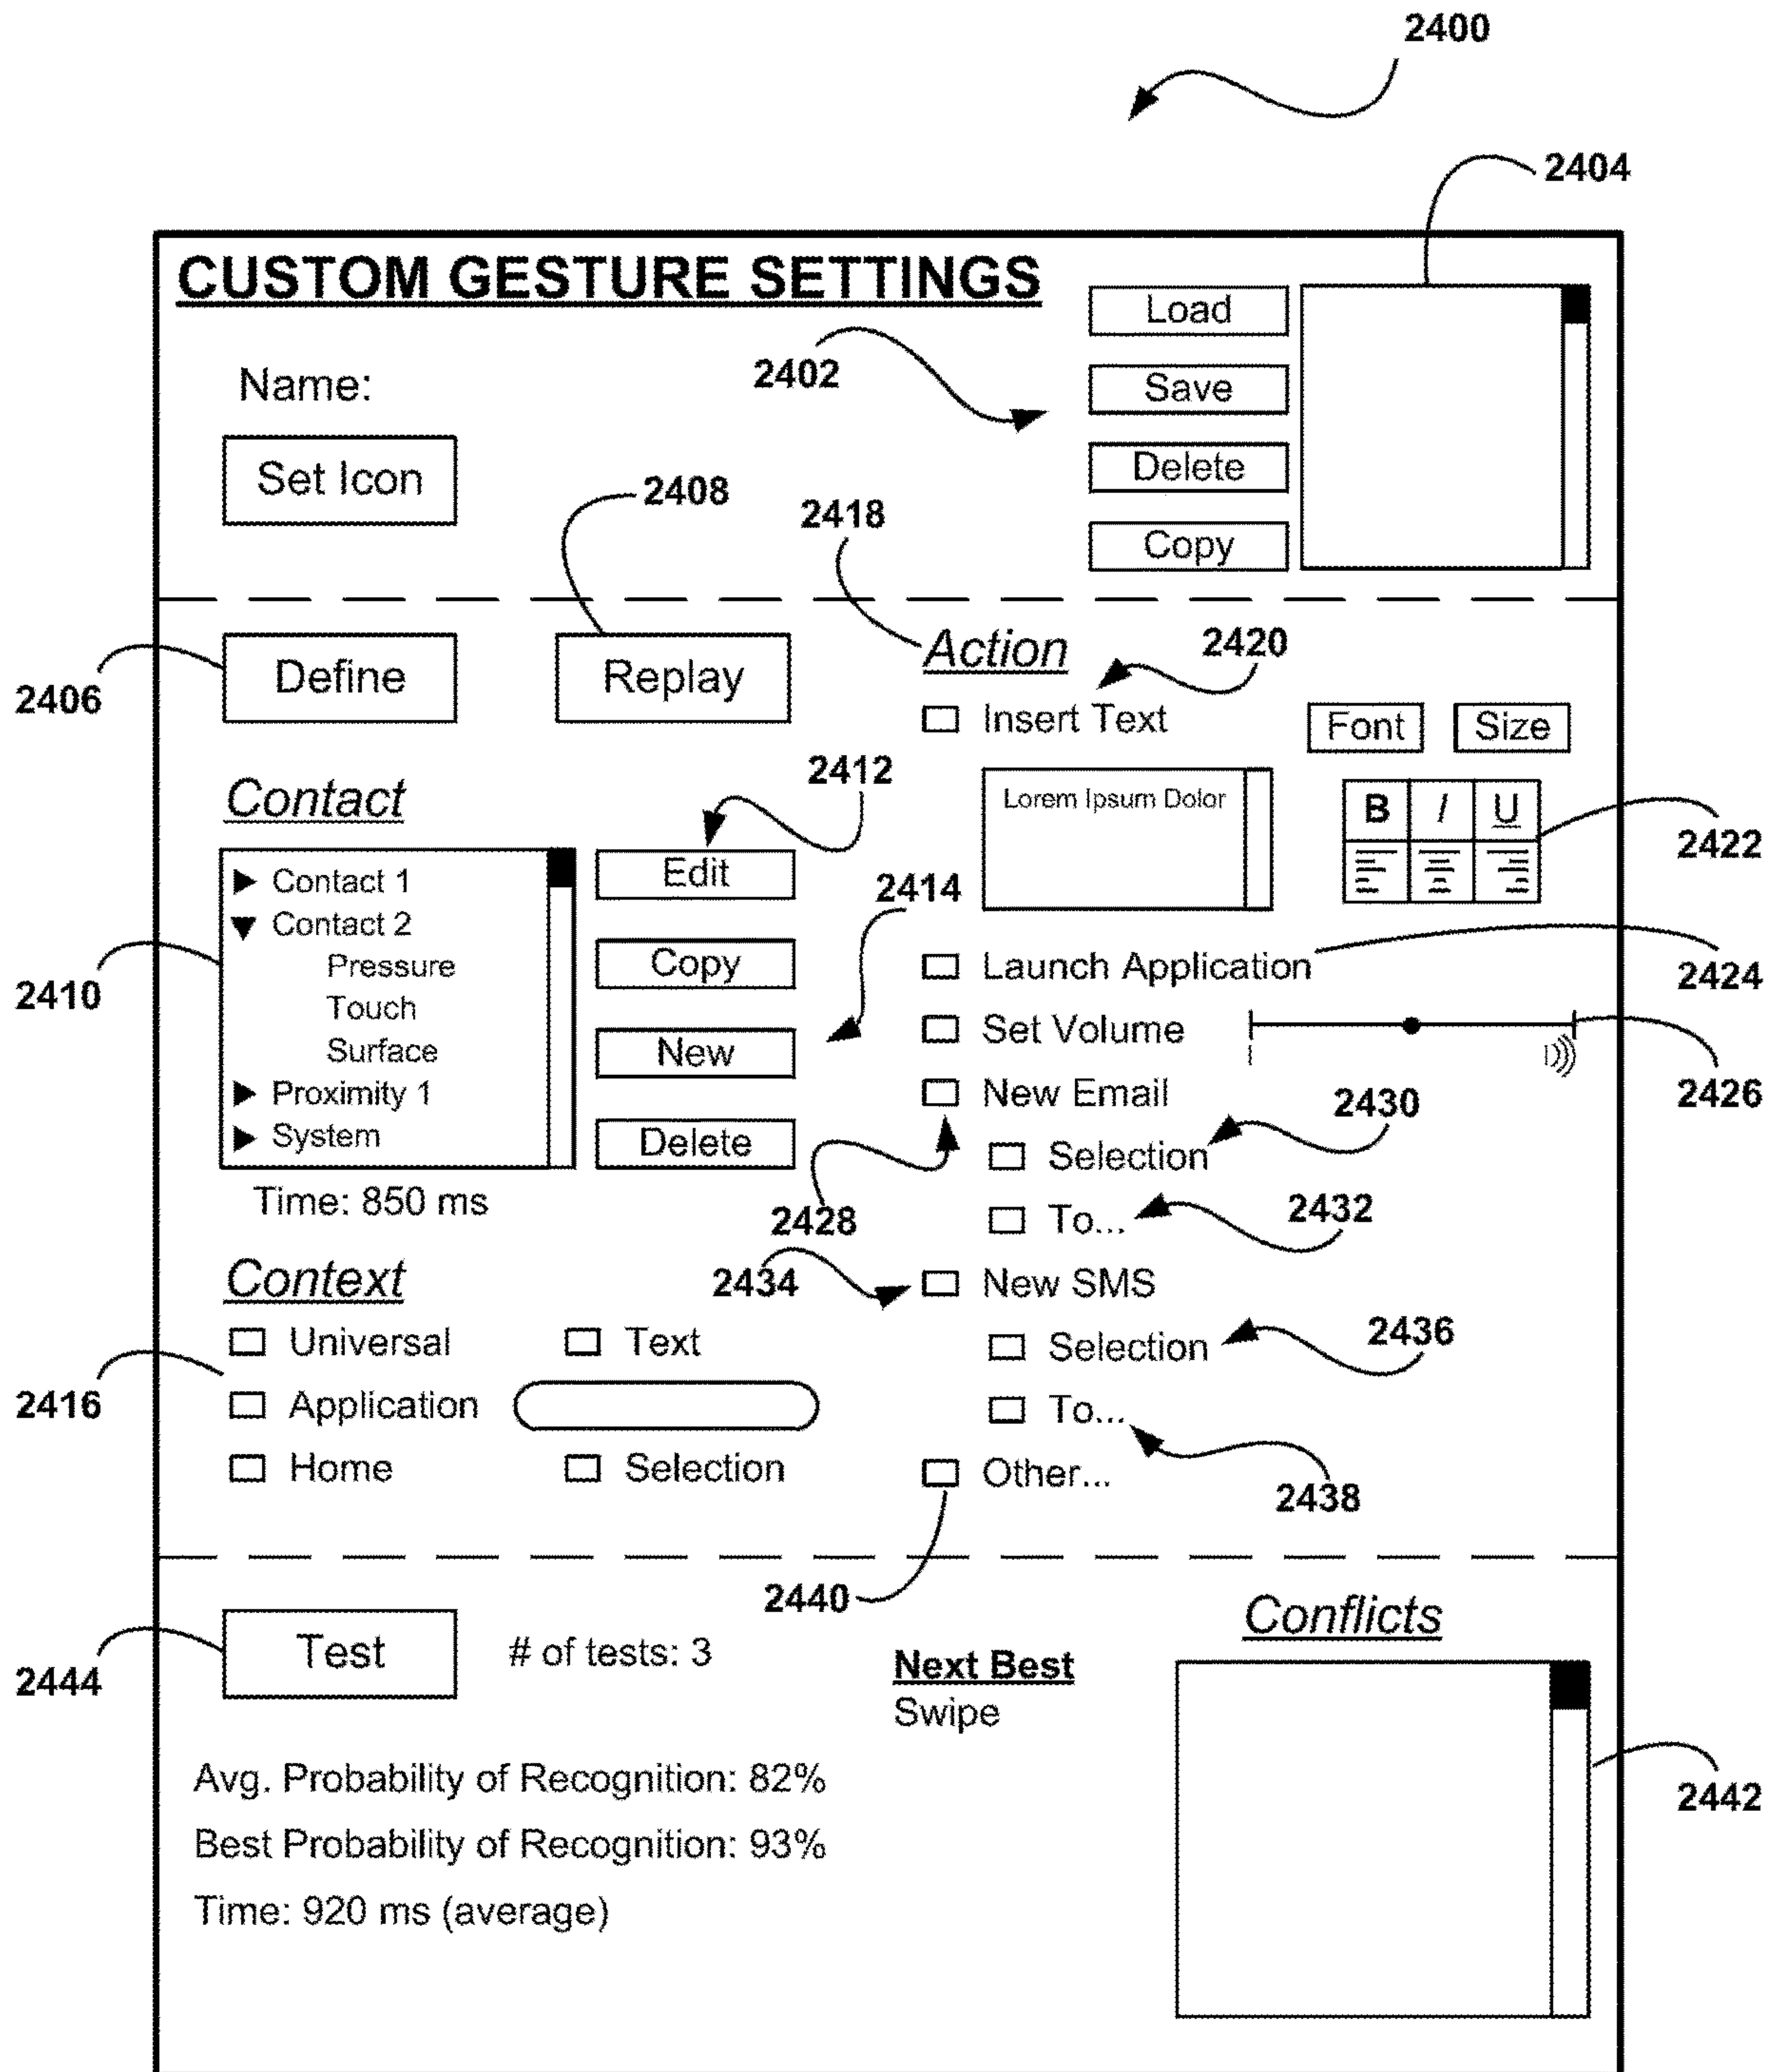 2400
2404
CUSTOM GESTURE SETTINGS
Load
2402
Name:
Save
Set Icon
Delete
2408
2418
Copy
2406
Define
Replay
Action
2420
Insert Text
Font
Size
Contact
2412
Lorem Ipsum Dolor
B I U
2422
Contact 1
Edit
2414
Contact 2
2410
Pressure
Copy
Launch Application
2424
Touch
Surface
New
Set Volume
2426
Proximity 1
New Email
2430
System
Delete
Selection
Time: 850 ms
2428
To...
2432
Context
2434
New SMS
Universal
Text
Selection
2436
2416
Application
To...
Home
Selection
Other...
2438
2440
Conflicts
2444
Test
# of tests: 3
Next Best
Swipe
Avg. Probability of Recognition: 82%
2442
Best Probability of Recognition: 93%
Time: 920 ms (average)